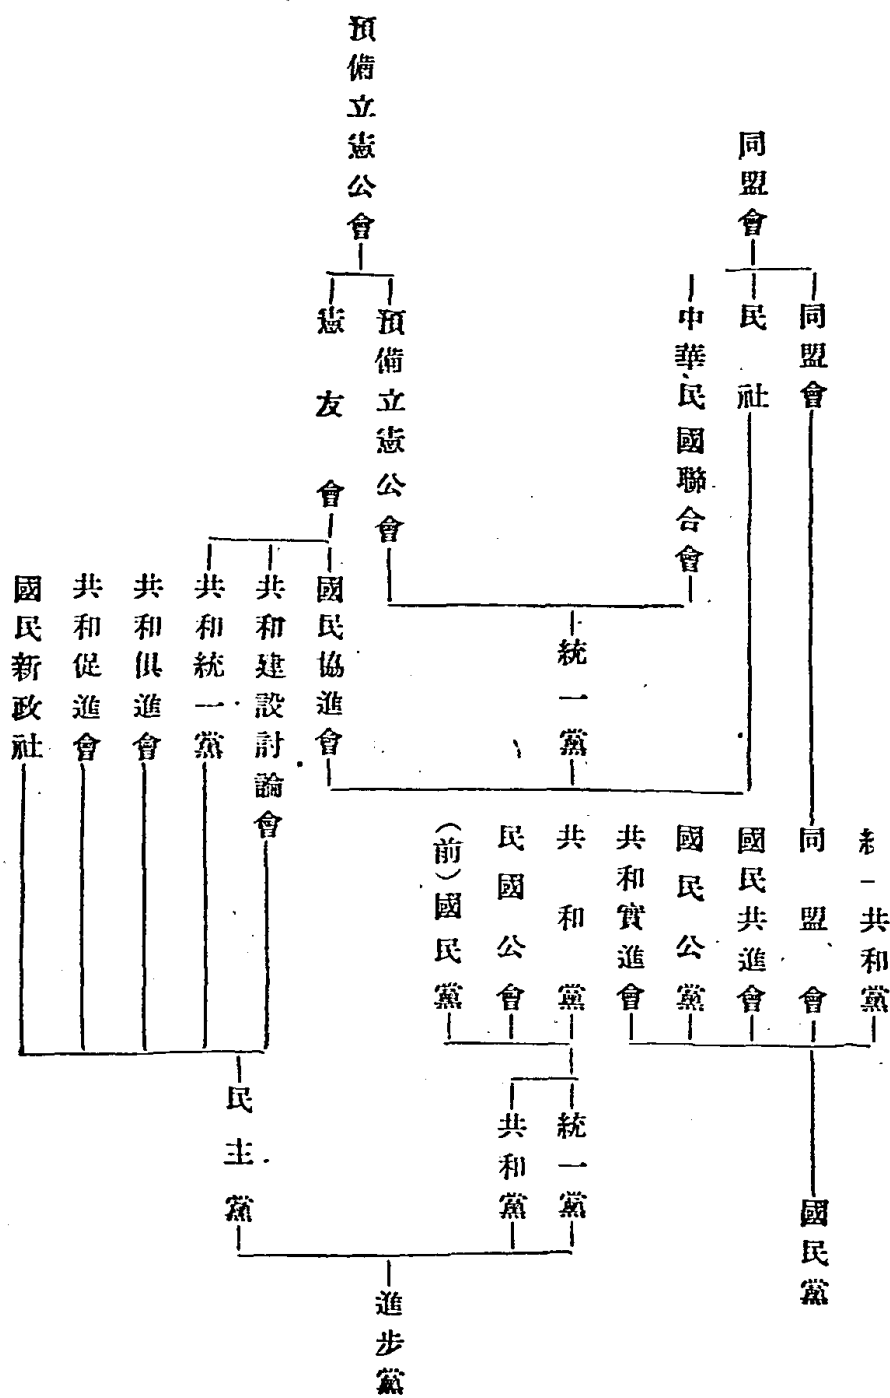 同盟會
同盟會
民社
中華民國聯合會
預備立憲公會
預備立憲公會
憲友會
統一黨
國民協進會
共和建設討論會
共和統一黨
共和俱進會
共和促進會
國民新政社
統一共和黨
同盟會
國民共進會
國民公黨
共和實進會
共和黨
民國公會
(前)國民黨
統一黨
共和黨
民主黨
國民黨
進步黨